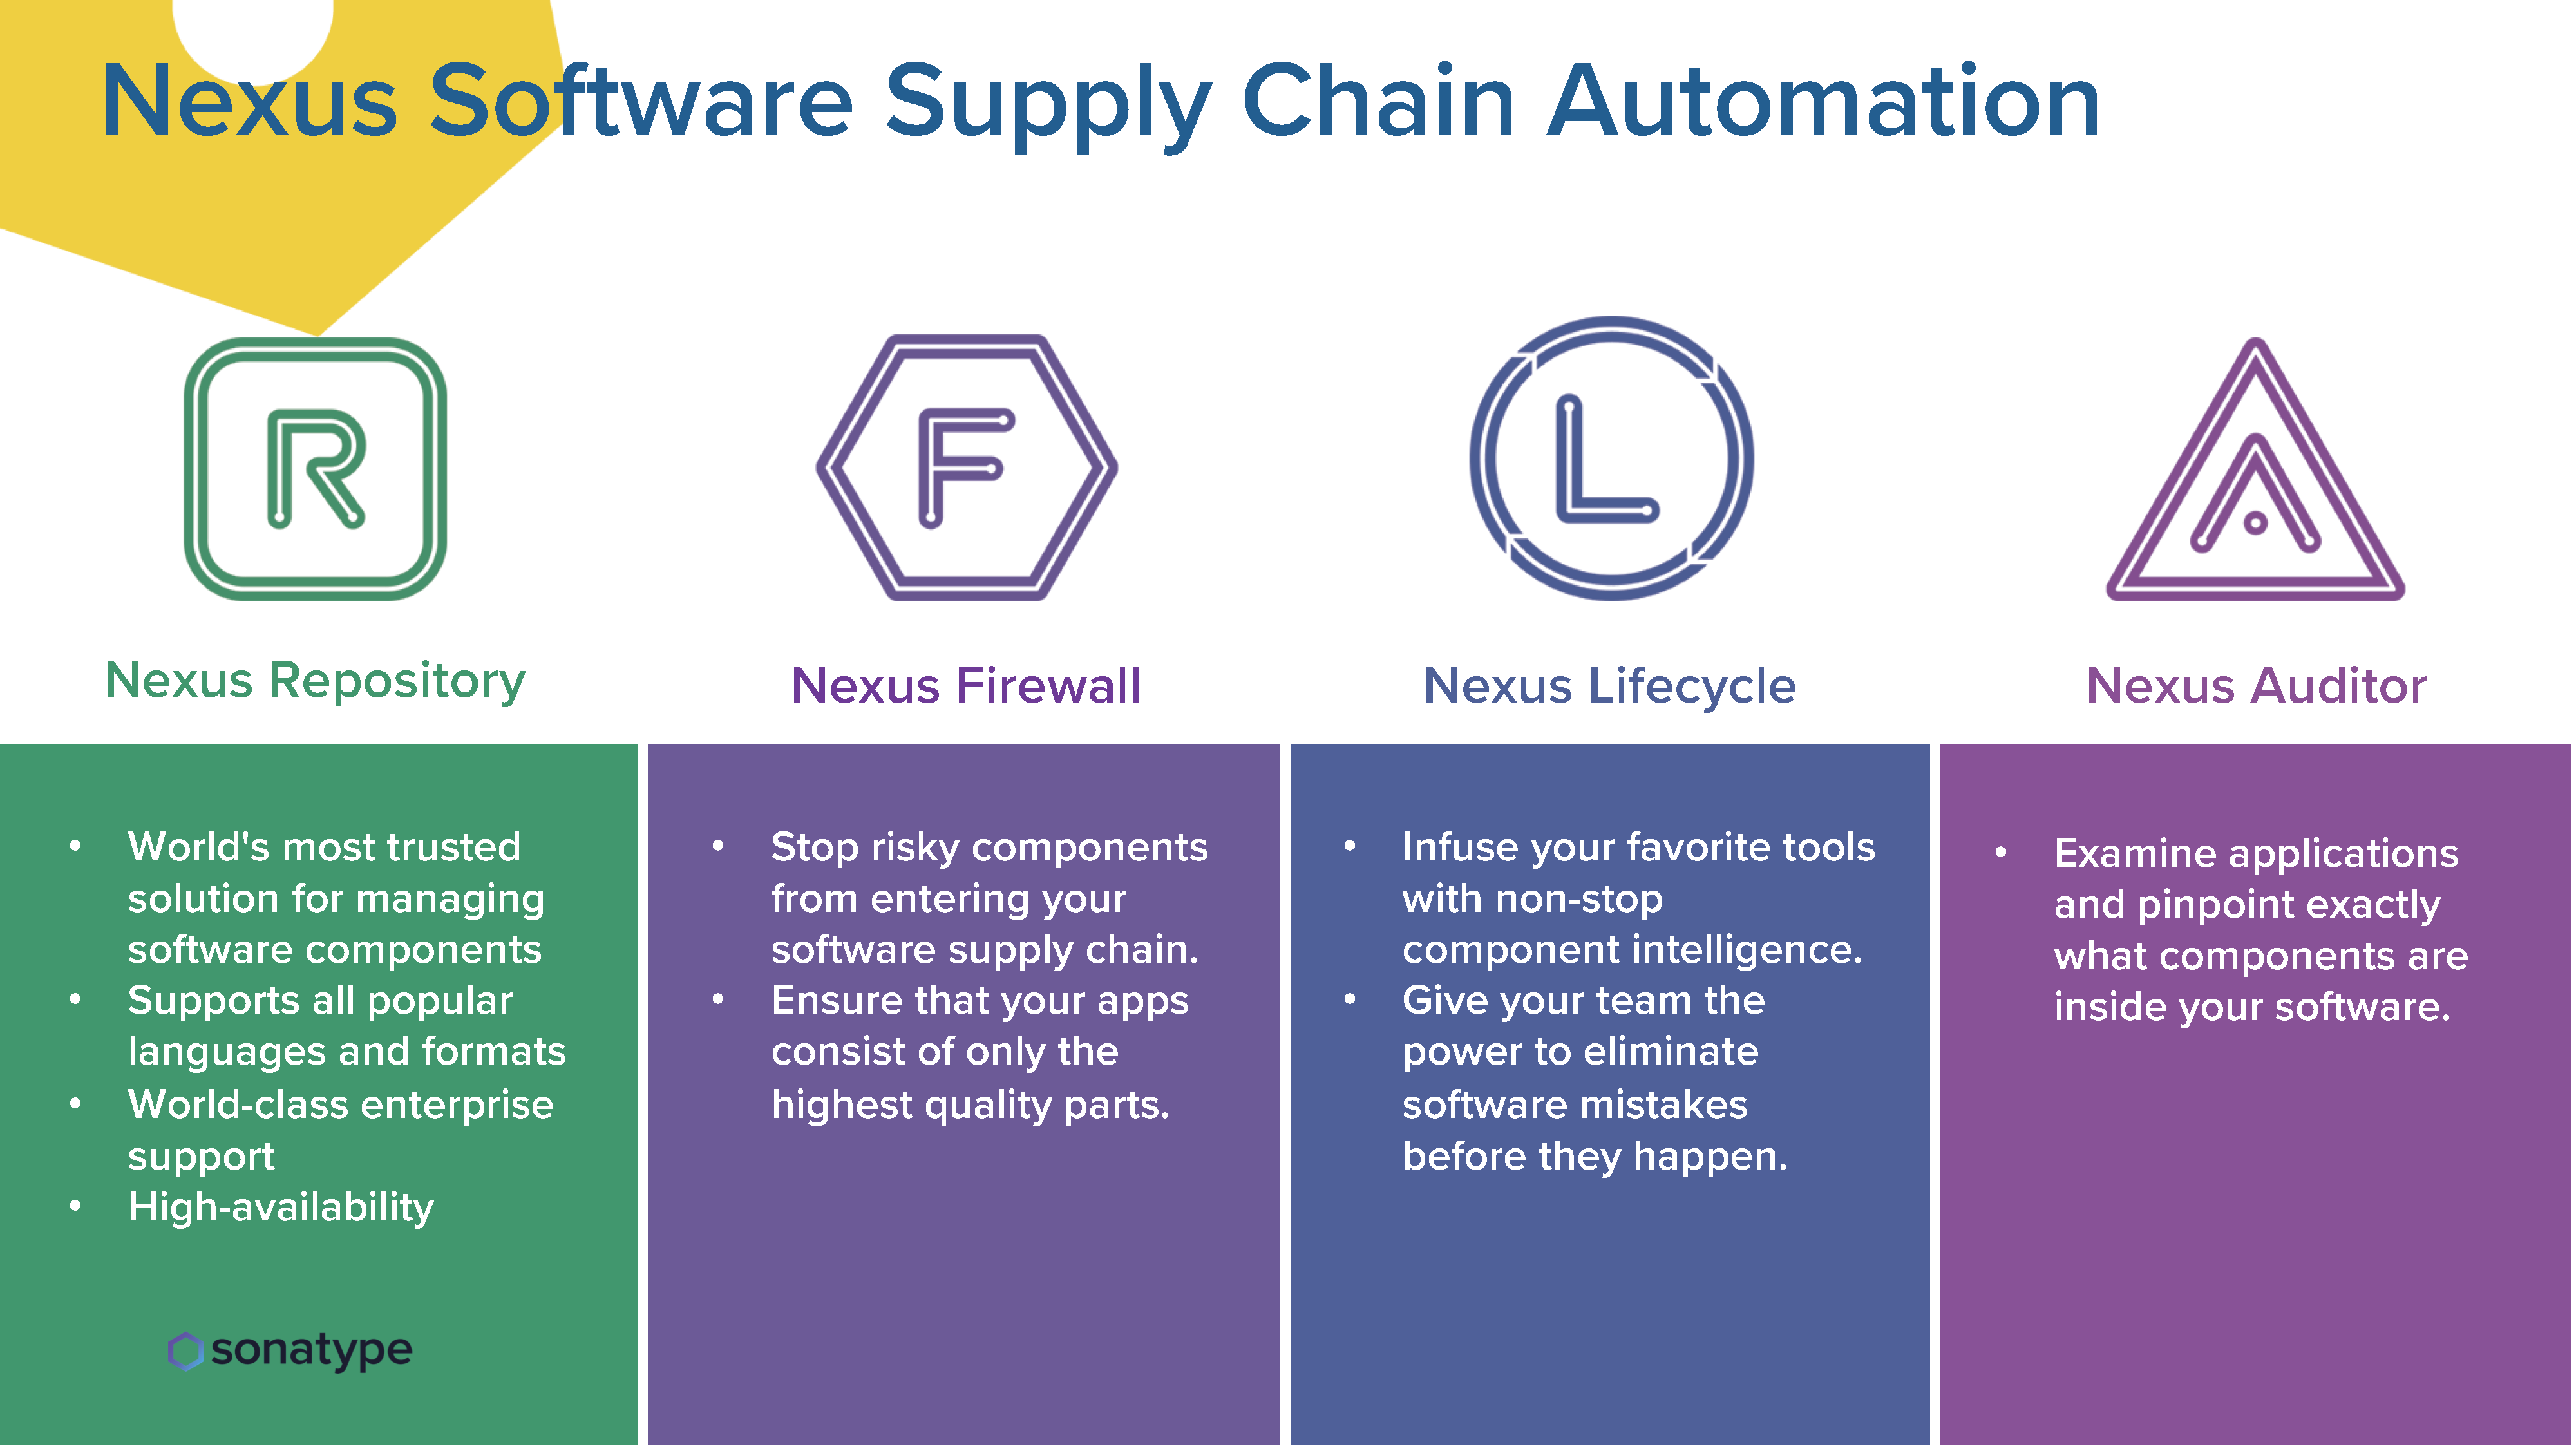 Nexus Software Supply Chain Automation
R
F
L
A
Nexus Repository
Nexus Firewall
Nexus Lifecycle
Nexus Auditor
• World's most trusted
solution for managing
software components
• Supports all popular
languages and formats
• World-class enterprise
support
• High-availability
sonatype
• Stop risky components
from entering your
software supply chain.
• Ensure that your apps
consist of only the
highest quality parts.
• Infuse your favorite tools
with non-stop
component intelligence.
• Give your team the
power to eliminate
software mistakes
before they happen.
• Examine applications
and pinpoint exactly
what components are
inside your software.